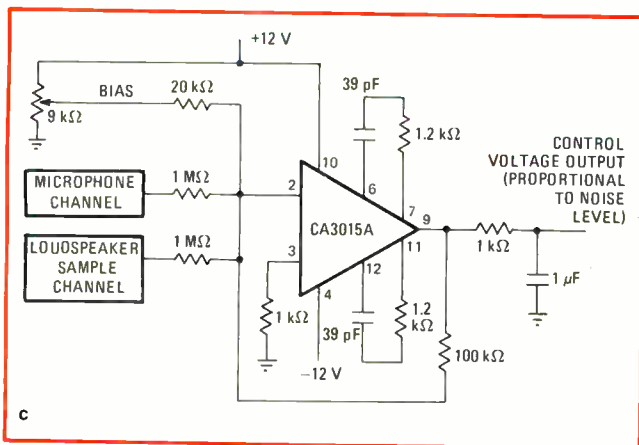 +12 V
BIAS
20 kΩ
9 kΩ
39 pF
1.2 kΩ
CONTROL
VOLTAGE OUTPUT
(PROPORTIONAL
TO NOISE
LEVEL)
MICROPHONE
CHANNEL
1 MΩ
LOUDSPEAKER
SAMPLE
CHANNEL
1 MΩ
10
2
6
7
CA3015A
9
3
11
12
4
1 kΩ
1 kΩ
39 pF
1.2
kΩ
−12 V
1 μF
100 kΩ
C